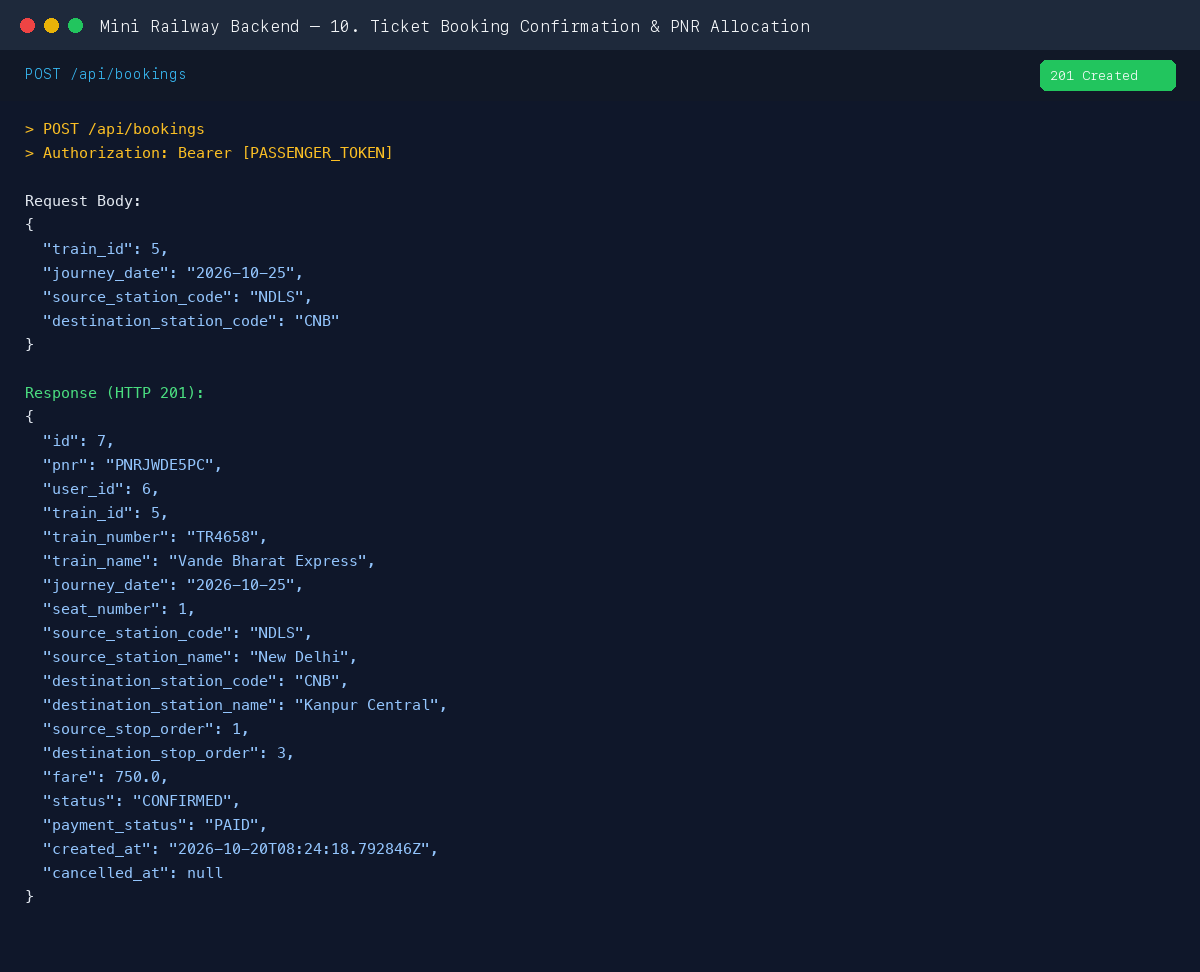 Mini Railway Backend — 10. Ticket Booking Confirmation & PNR Allocation
POST /api/bookings
201 Created
> POST /api/bookings
> Authorization: Bearer [PASSENGER_TOKEN]
Request Body:
{
  "train_id": 5,
  "journey_date": "2026-10-25",
  "source_station_code": "NDLS",
  "destination_station_code": "CNB"
}
Response (HTTP 201):
{
  "id": 7,
  "pnr": "PNRJWDE5PC",
  "user_id": 6,
  "train_id": 5,
  "train_number": "TR4658",
  "train_name": "Vande Bharat Express",
  "journey_date": "2026-10-25",
  "seat_number": 1,
  "source_station_code": "NDLS",
  "source_station_name": "New Delhi",
  "destination_station_code": "CNB",
  "destination_station_name": "Kanpur Central",
  "source_stop_order": 1,
  "destination_stop_order": 3,
  "fare": 750.0,
  "status": "CONFIRMED",
  "payment_status": "PAID",
  "created_at": "2026-10-20T08:24:18.792846Z",
  "cancelled_at": null
}